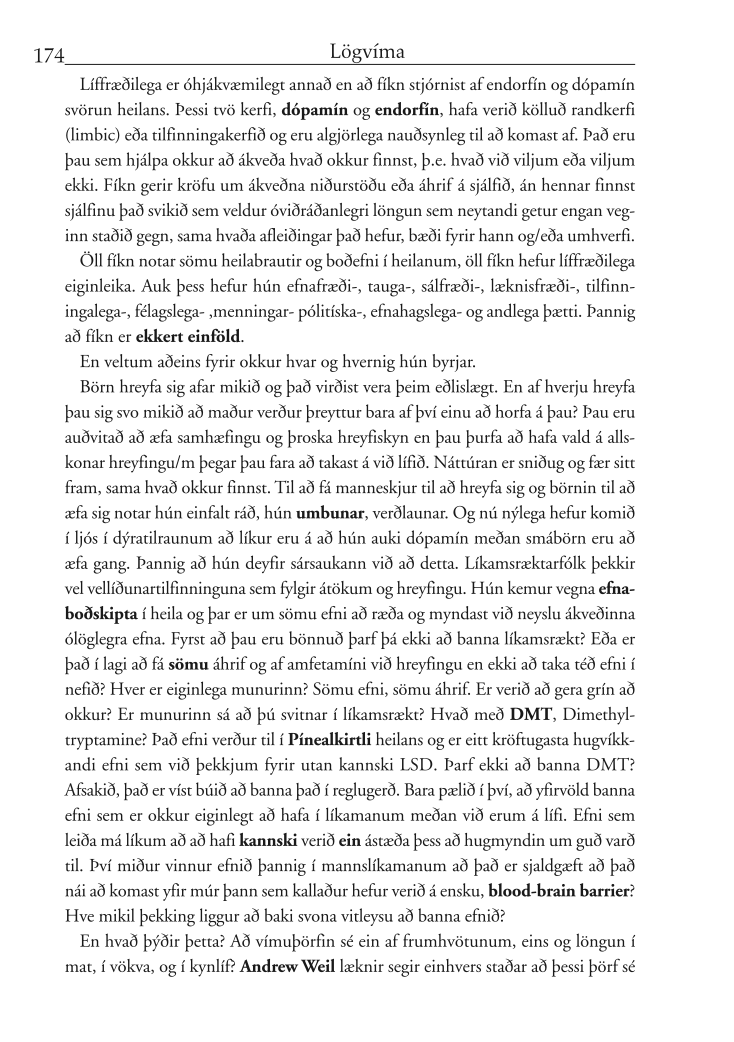 174
Lögvíma
Líffræðilega er óhjákvæmilegt annað en að fíkn stjórnist af endorfín og dópamín
svörun heilans. Þessi tvö kerfi, dópamín og endorfín, hafa verið kölluð randkerfi
(limbic) eða tilfinningakerfið og eru algjörlega nauðsynleg til að komast af. Það eru
þau sem hjálpa okkur að ákveða hvað okkur finnst, þ.e. hvað við viljum eða viljum
ekki. Fíkn gerir kröfu um ákveðna niðurstöðu eða áhrif á sjálfið, án hennar finnst
sjálfinu það svikið sem veldur óviðráðanlegri löngun sem neytandi getur engan veg-
inn staðið gegn, sama hvaða afleiðingar það hefur, bæði fyrir hann og/eða umhverfi.
Öll fíkn notar sömu heilabrautir og boðefni í heilanum, öll fíkn hefur líffræðilega
eiginleika. Auk þess hefur hún efnafræði-, tauga-, sálfræði-, læknisfræði-, tilfinn-
ingalega-, félagslega- ,menningar- pólitíska-, efnahagslega- og andlega þætti. Þannig
að fíkn er ekkert einföld.
En veltum aðeins fyrir okkur hvar og hvernig hún byrjar.
Börn hreyfa sig afar mikið og það virðist vera þeim eðlislægt. En af hverju hreyfa
þau sig svo mikið að maður verður þreyttur bara af því einu að horfa á þau? Þau eru
auðvitað að æfa samhæfingu og þroska hreyfiskyn en þau þurfa að hafa vald á alls-
konar hreyfingu/m þegar þau fara að takast á við lífið. Náttúran er sniðug og fær sitt
fram, sama hvað okkur finnst. Til að fá manneskjur til að hreyfa sig og börnin til að
æfa sig notar hún einfalt ráð, hún umbunar, verðlaunar. Og nú nýlega hefur komið
í ljós í dýratilraunum að líkur eru á að hún auki dópamín meðan smábörn eru að
æfa gang. Þannig að hún deyfir sársaukann við að detta. Líkamsræktarfólk þekkir
vel vellíðunartilfinninguna sem fylgir átökum og hreyfingu. Hún kemur vegna efna-
boðskipta í heila og þar er um sömu efni að ræða og myndast við neyslu ákveðinna
ólöglegra efna. Fyrst að þau eru bönnuð þarf þá ekki að banna líkamsrækt? Eða er
það í lagi að fá sömu áhrif og af amfetamíni við hreyfingu en ekki að taka téð efni í
nefið? Hver er eiginlega munurinn? Sömu efni, sömu áhrif. Er verið að gera grín að
okkur? Er munurinn sá að þú svitnar í líkamsrækt? Hvað með DMT, Dimethyl-
tryptamine? Það efni verður til í Pínealkirtli heilans og er eitt kröftugasta hugvíkk-
andi efni sem við þekkjum fyrir utan kannski LSD. Þarf ekki að banna DMT?
Afsakið, það er víst búið að banna það í reglugerð. Bara pælið í því, að yfirvöld banna
efni sem er okkur eiginlegt að hafa í líkamanum meðan við erum á lífi. Efni sem
leiða má líkum að að hafi kannski verið ein ástæða þess að hugmyndin um guð varð
til. Því miður vinnur efnið þannig í mannslíkamanum að það er sjaldgæft að það
nái að komast yfir múr þann sem kallaður hefur verið á ensku, blood-brain barrier?
Hve mikil þekking liggur að baki svona vitleysu að banna efnið?
En hvað þýðir þetta? Að vímuþörfin sé ein af frumhvötunum, eins og löngun í
mat, í vökva, og í kynlíf? Andrew Weil læknir segir einhvers staðar að þessi þörf sé